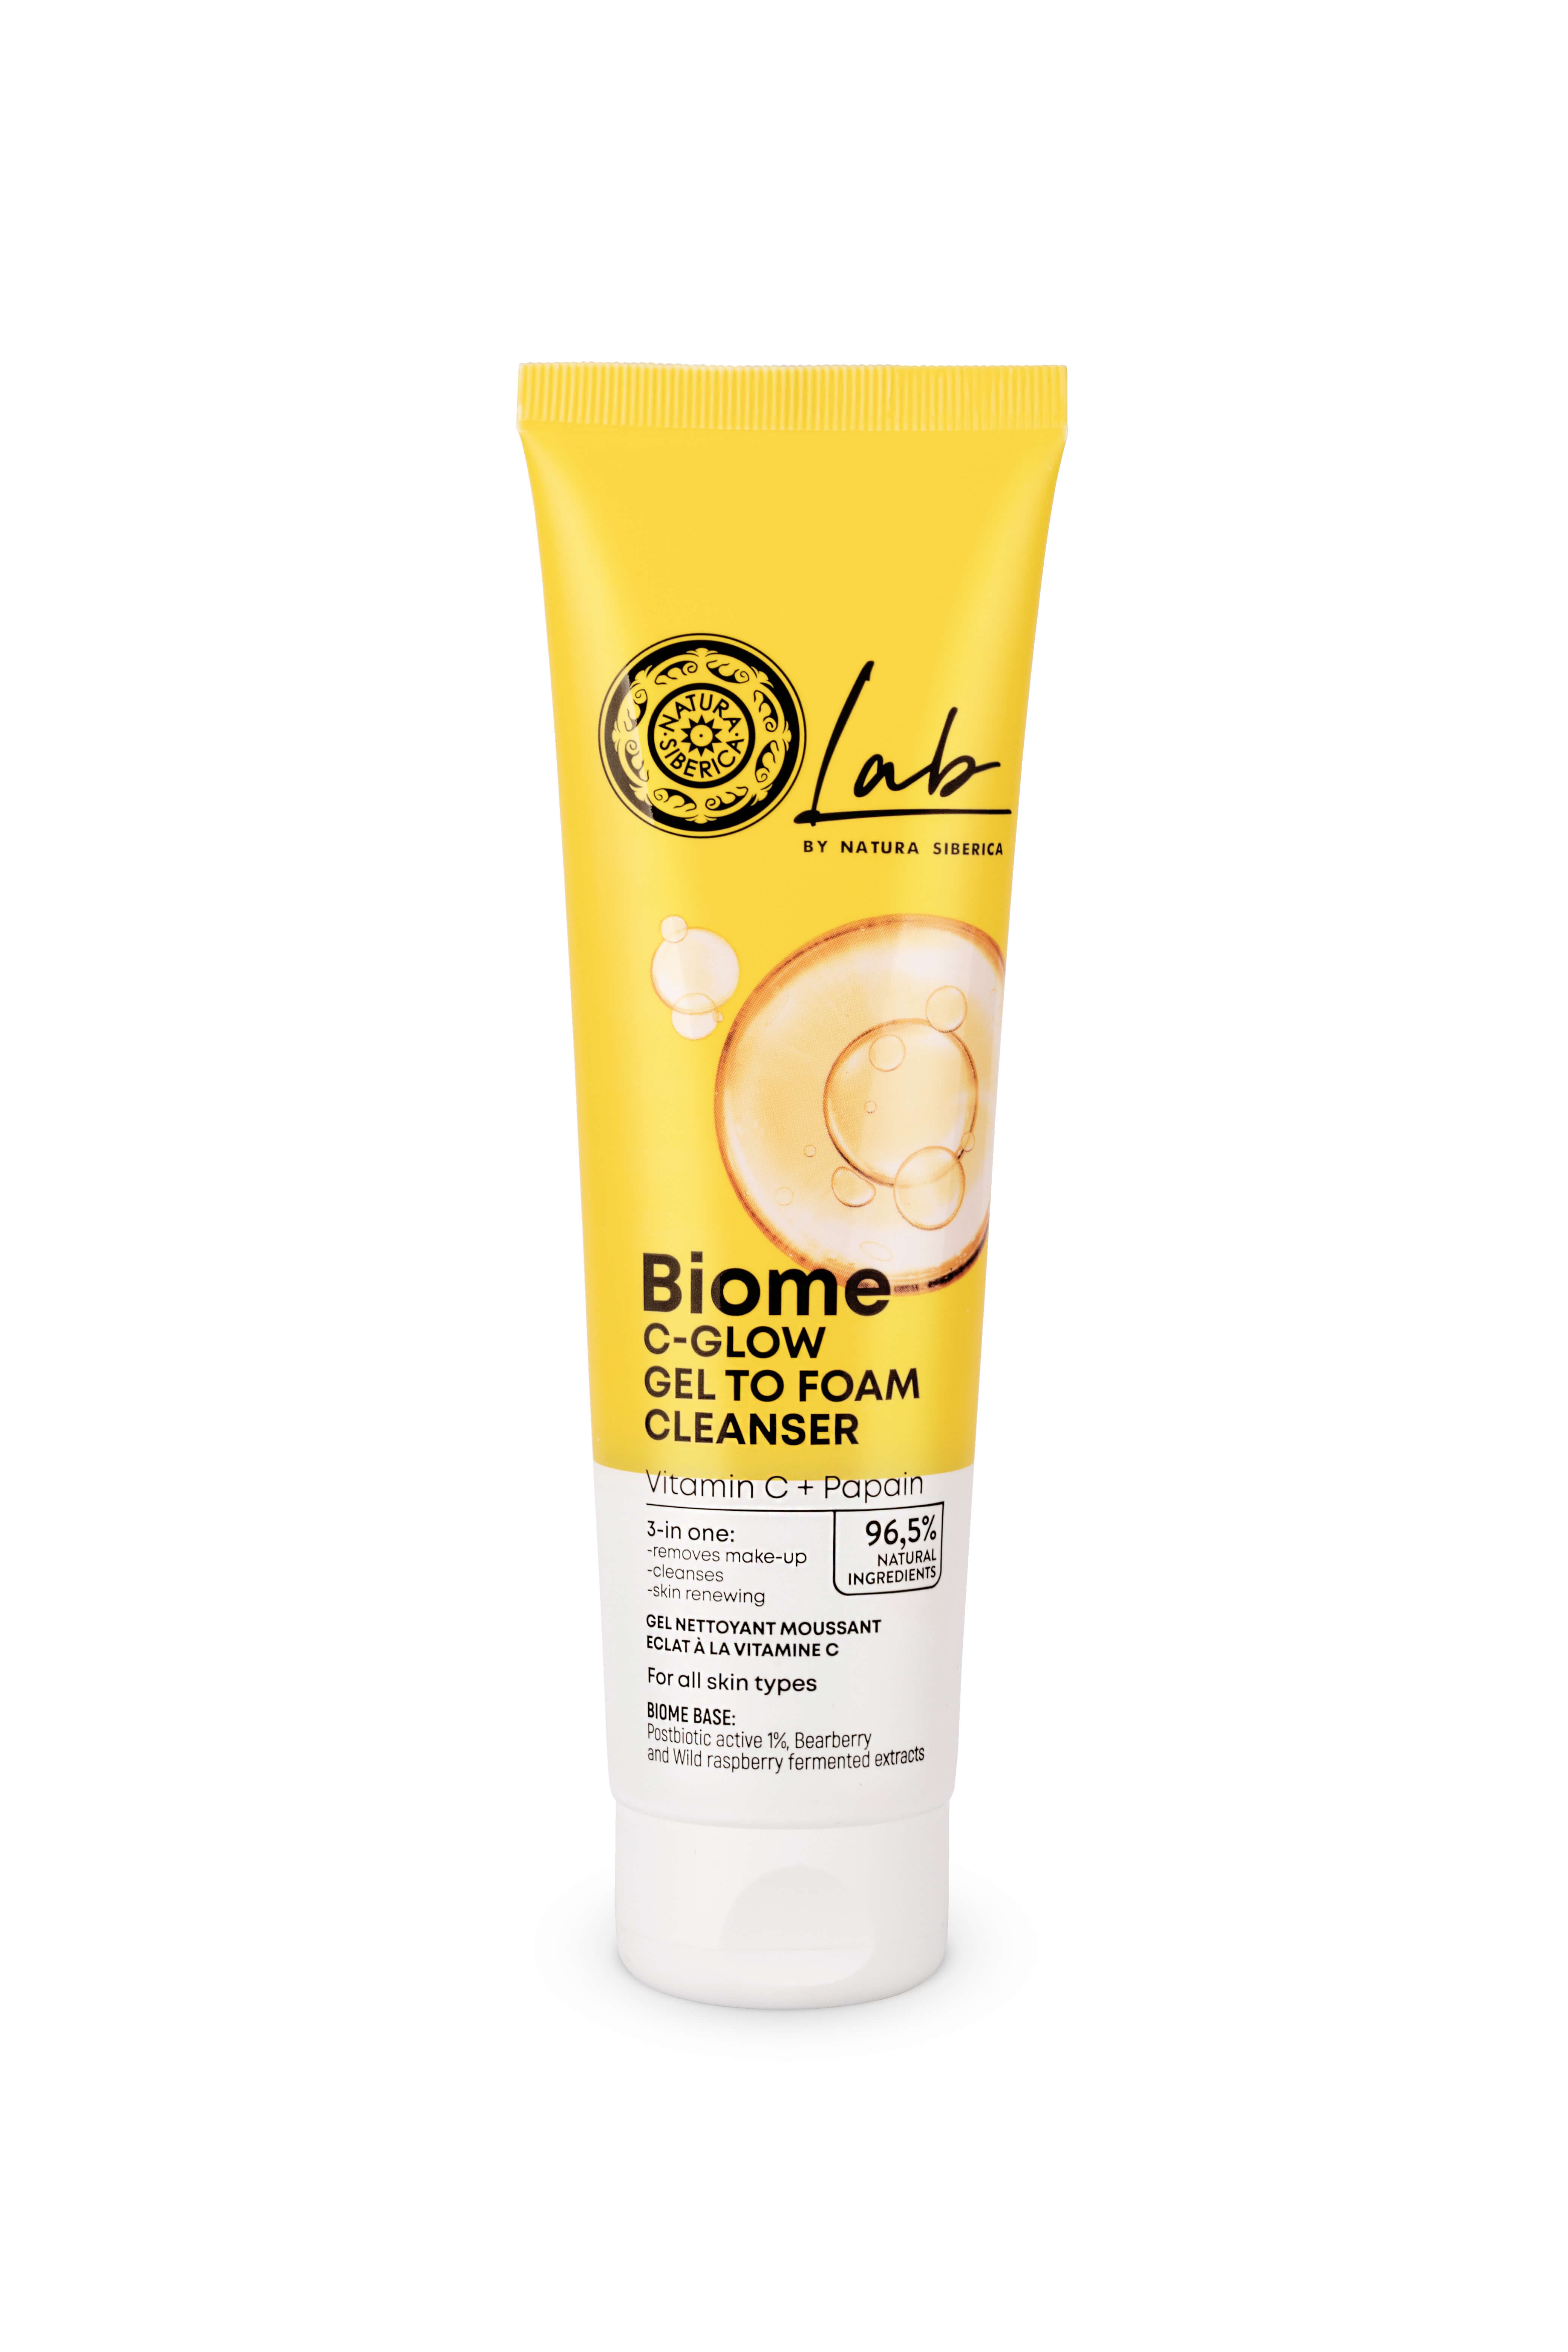 NATURA
SIBERICA
Lab
BY NATURA SIBERICA
Biome
C-GLOW
GEL TO FOAM
CLEANSER
Vitamin C + Papain
3-in one:
-removes make-up
-cleanses
-skin renewing
96,5%
NATURAL
INGREDIENTS
GEL NETTOYANT MOUSSANT
ECLAT À LA VITAMINE C
For all skin types
BIOME BASE:
Postbiotic active 1%, Bearberry
and Wild raspberry fermented extracts